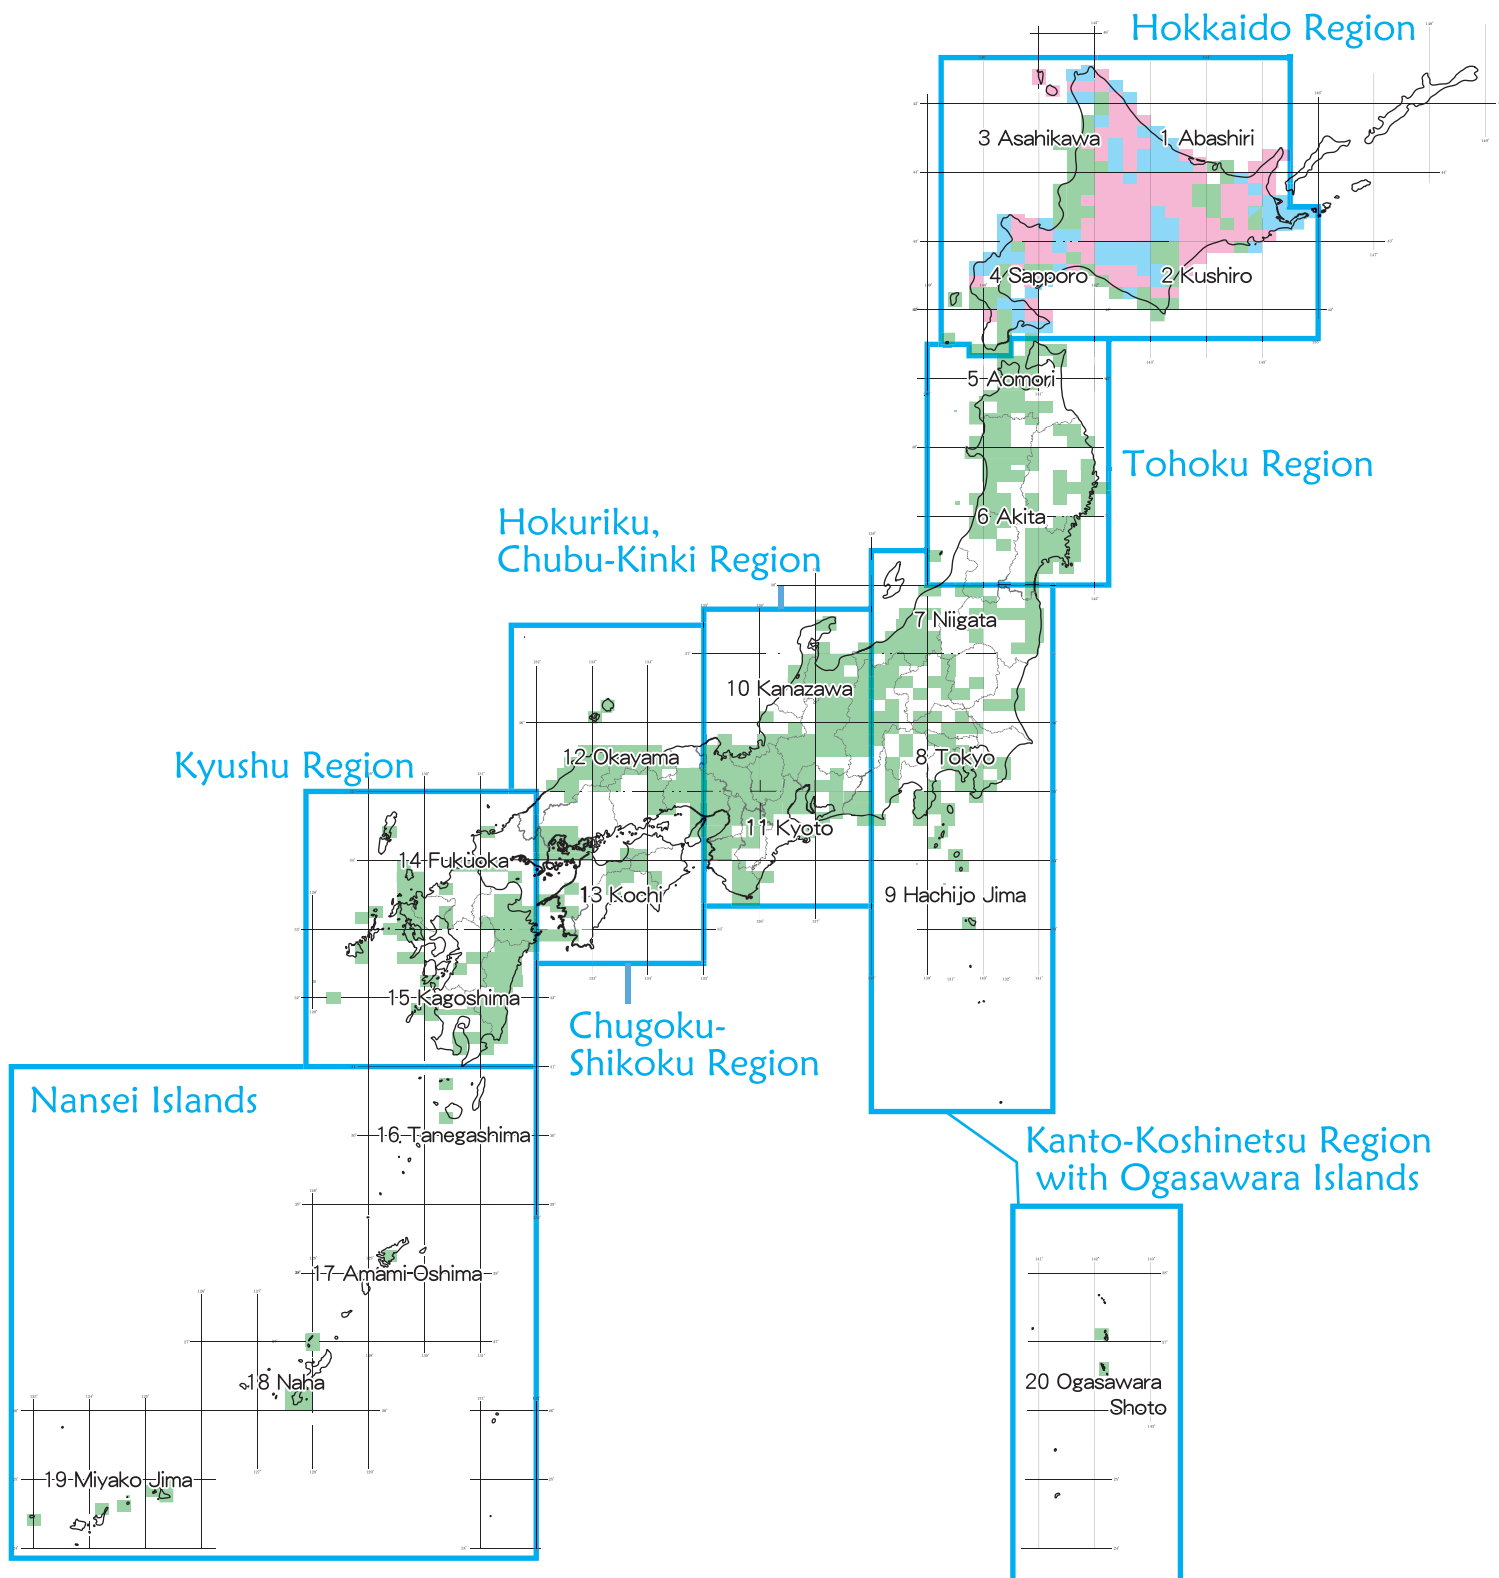 Hokkaido Region
3 Asahikawa
1 Abashiri
4 Sapporo
2 Kushiro
5 Aomori
Tohoku Region
6 Akita
Hokuriku,
Chubu-Kinki Region
7 Niigata
10 Kanazawa
12 Okayama
8 Tokyo
Kyushu Region
11 Kyoto
14 Fukuoka
13 Kochi
9 Hachijo Jima
15 Kagoshima
Chugoku-
Shikoku Region
Nansei Islands
16 Tanegashima
Kanto-Koshinetsu Region
with Ogasawara Islands
17 Amami-Oshima
18 Naha
20 Ogasawara
Shoto
19 Miyako Jima